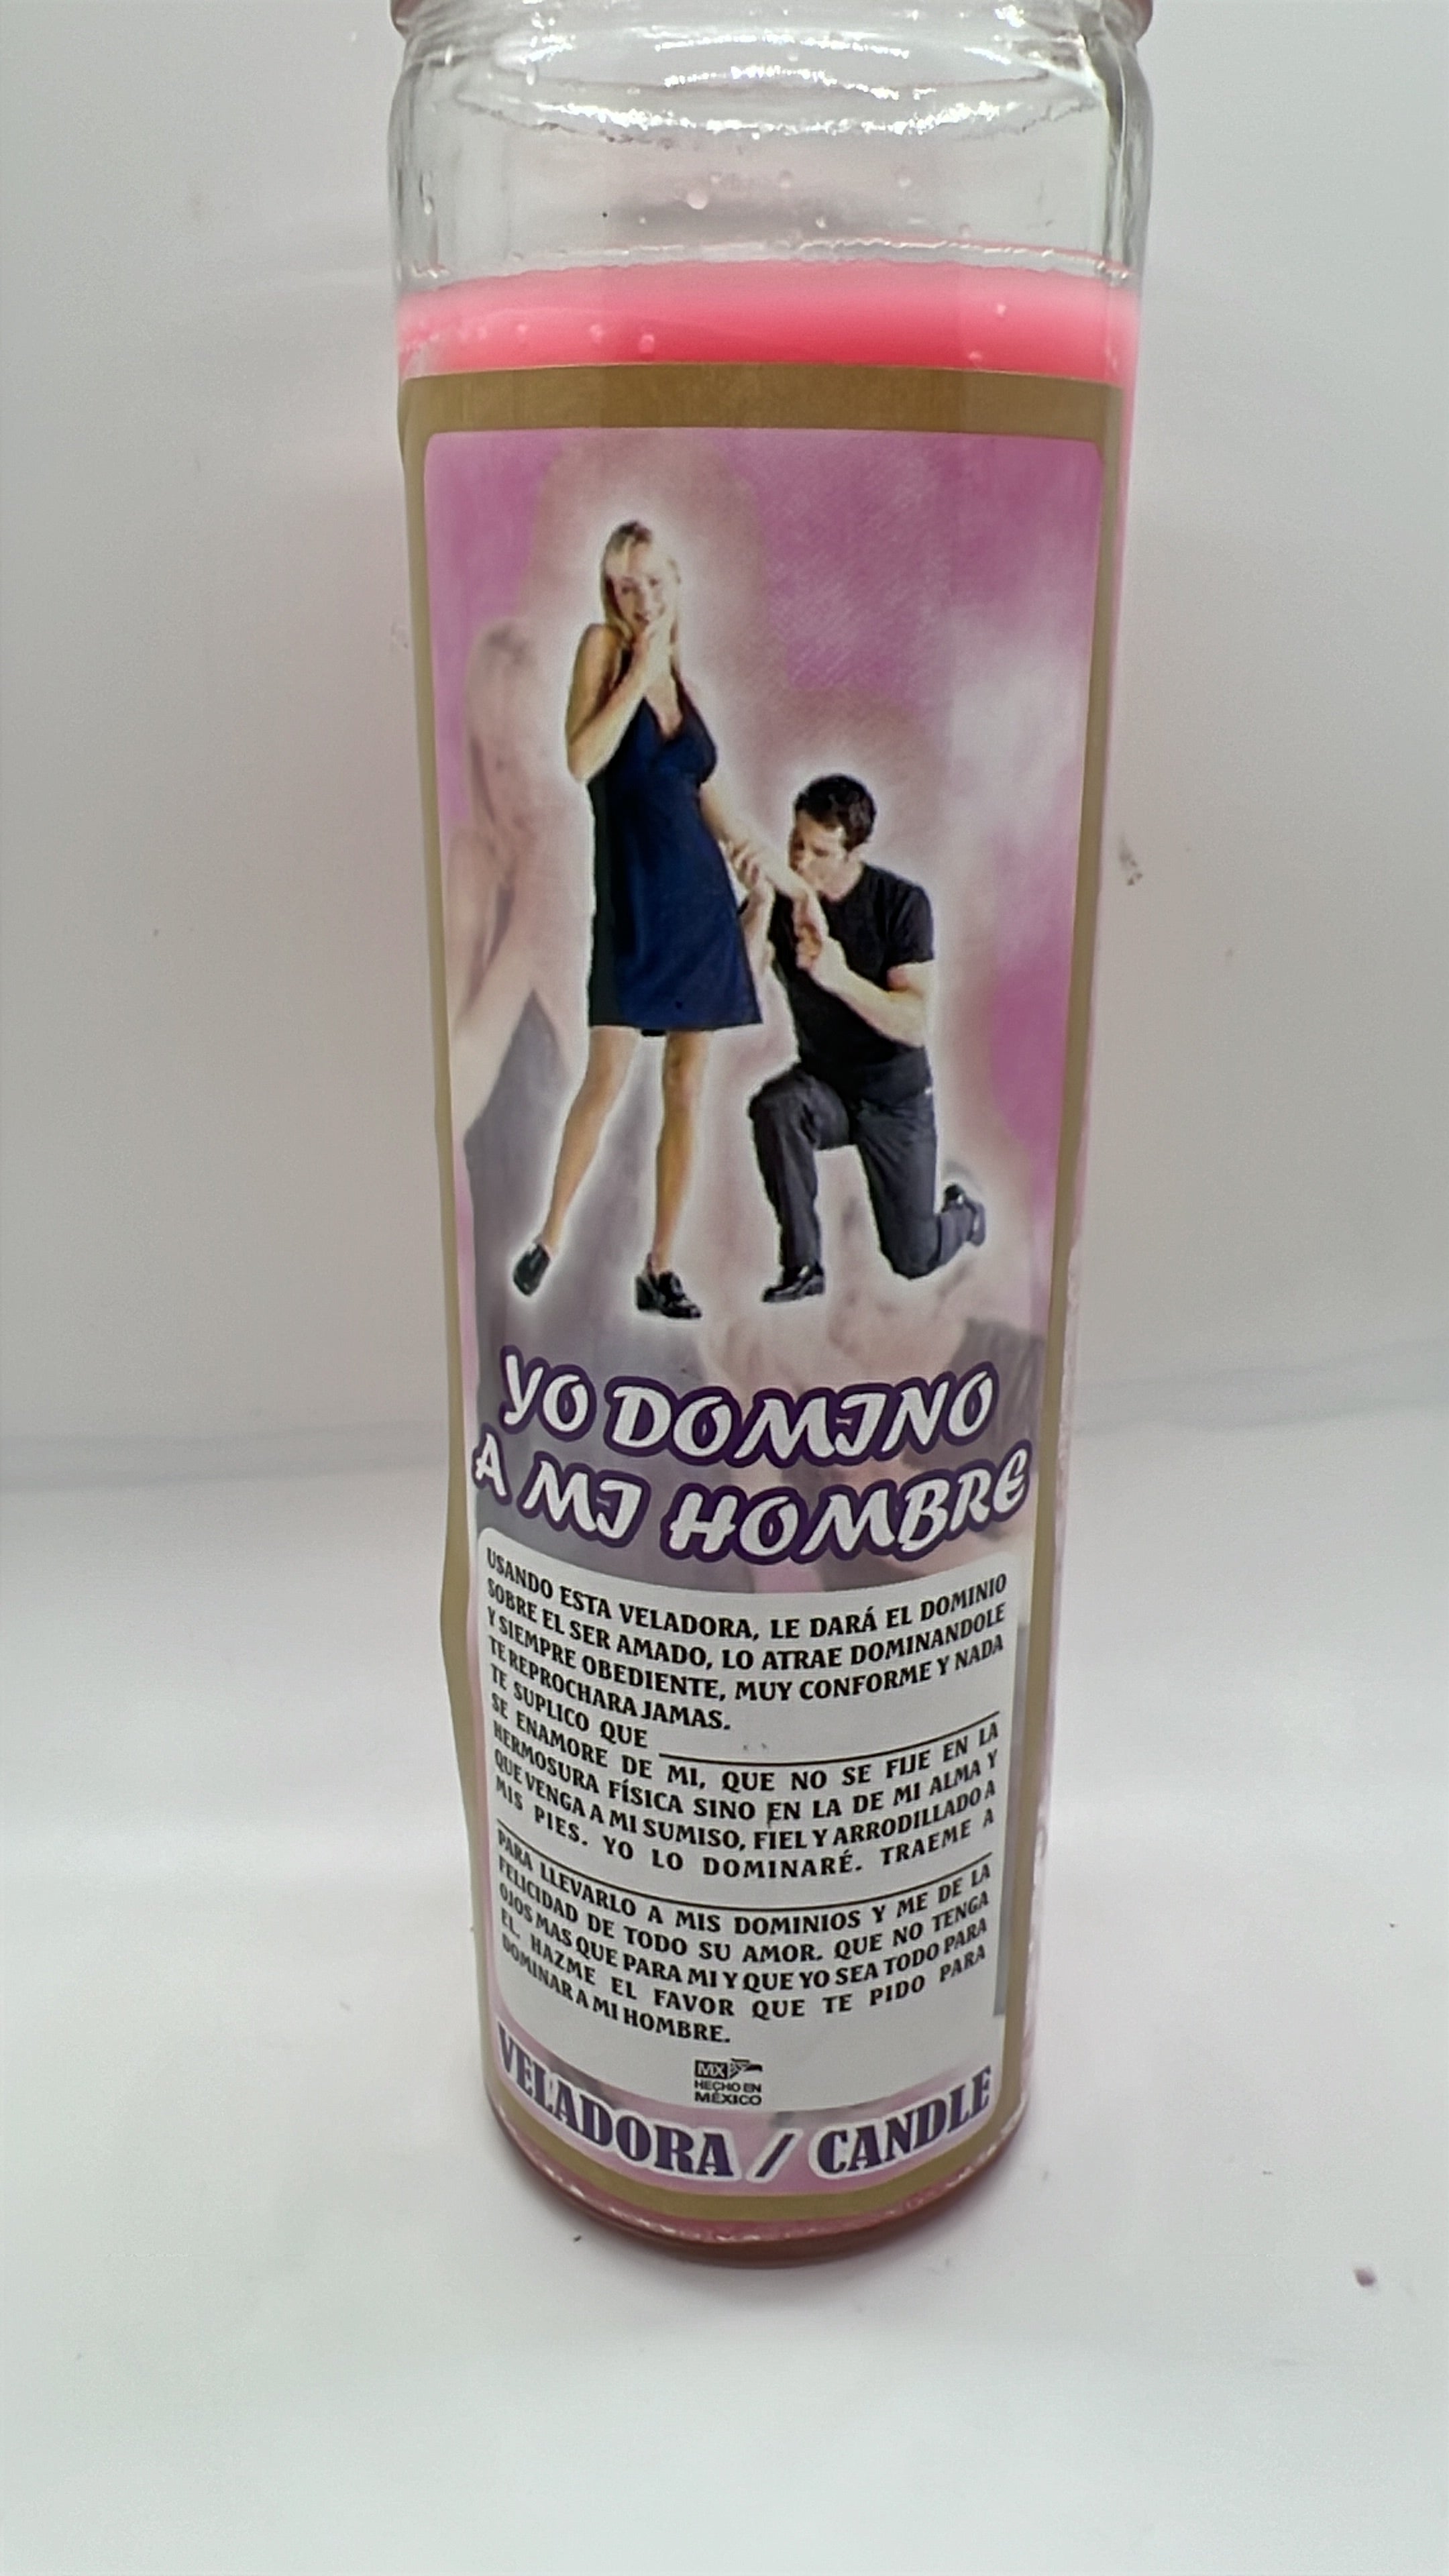 YO DOMINO
A MI HOMBRE
USANDO ESTA VELADORA, LE DARÁ EL DOMINIO
SOBRE EL SER AMADO, LO ATRAE DOMINANDOLE
Y SIEMPRE OBEDIENTE, MUY CONFORME Y NADA
TE REPROCHARA JAMAS.
TE SUPLICO QUE
SE ENAMORE DE MI, QUE NO SE FIJE EN LA
HERMOSURA FÍSICA SINO EN LA DE MI ALMA Y
QUE VENGA A MI SUMISO, FIEL Y ARRODILLADO A
MIS PIES. YO LO DOMINARÉ. TRAEME A
PARA LLEVARLO A MIS DOMINIOS Y ME DE LA
FELICIDAD DE TODO SU AMOR. QUE NO TENGA
OJOS MAS QUE PARA MI Y QUE YO SEA TODO PARA
EL. HAZME EL FAVOR QUE TE PIDO PARA
DOMINAR A MI HOMBRE.
MX
HECHO EN
MÉXICO
VELADORA / CANDLE